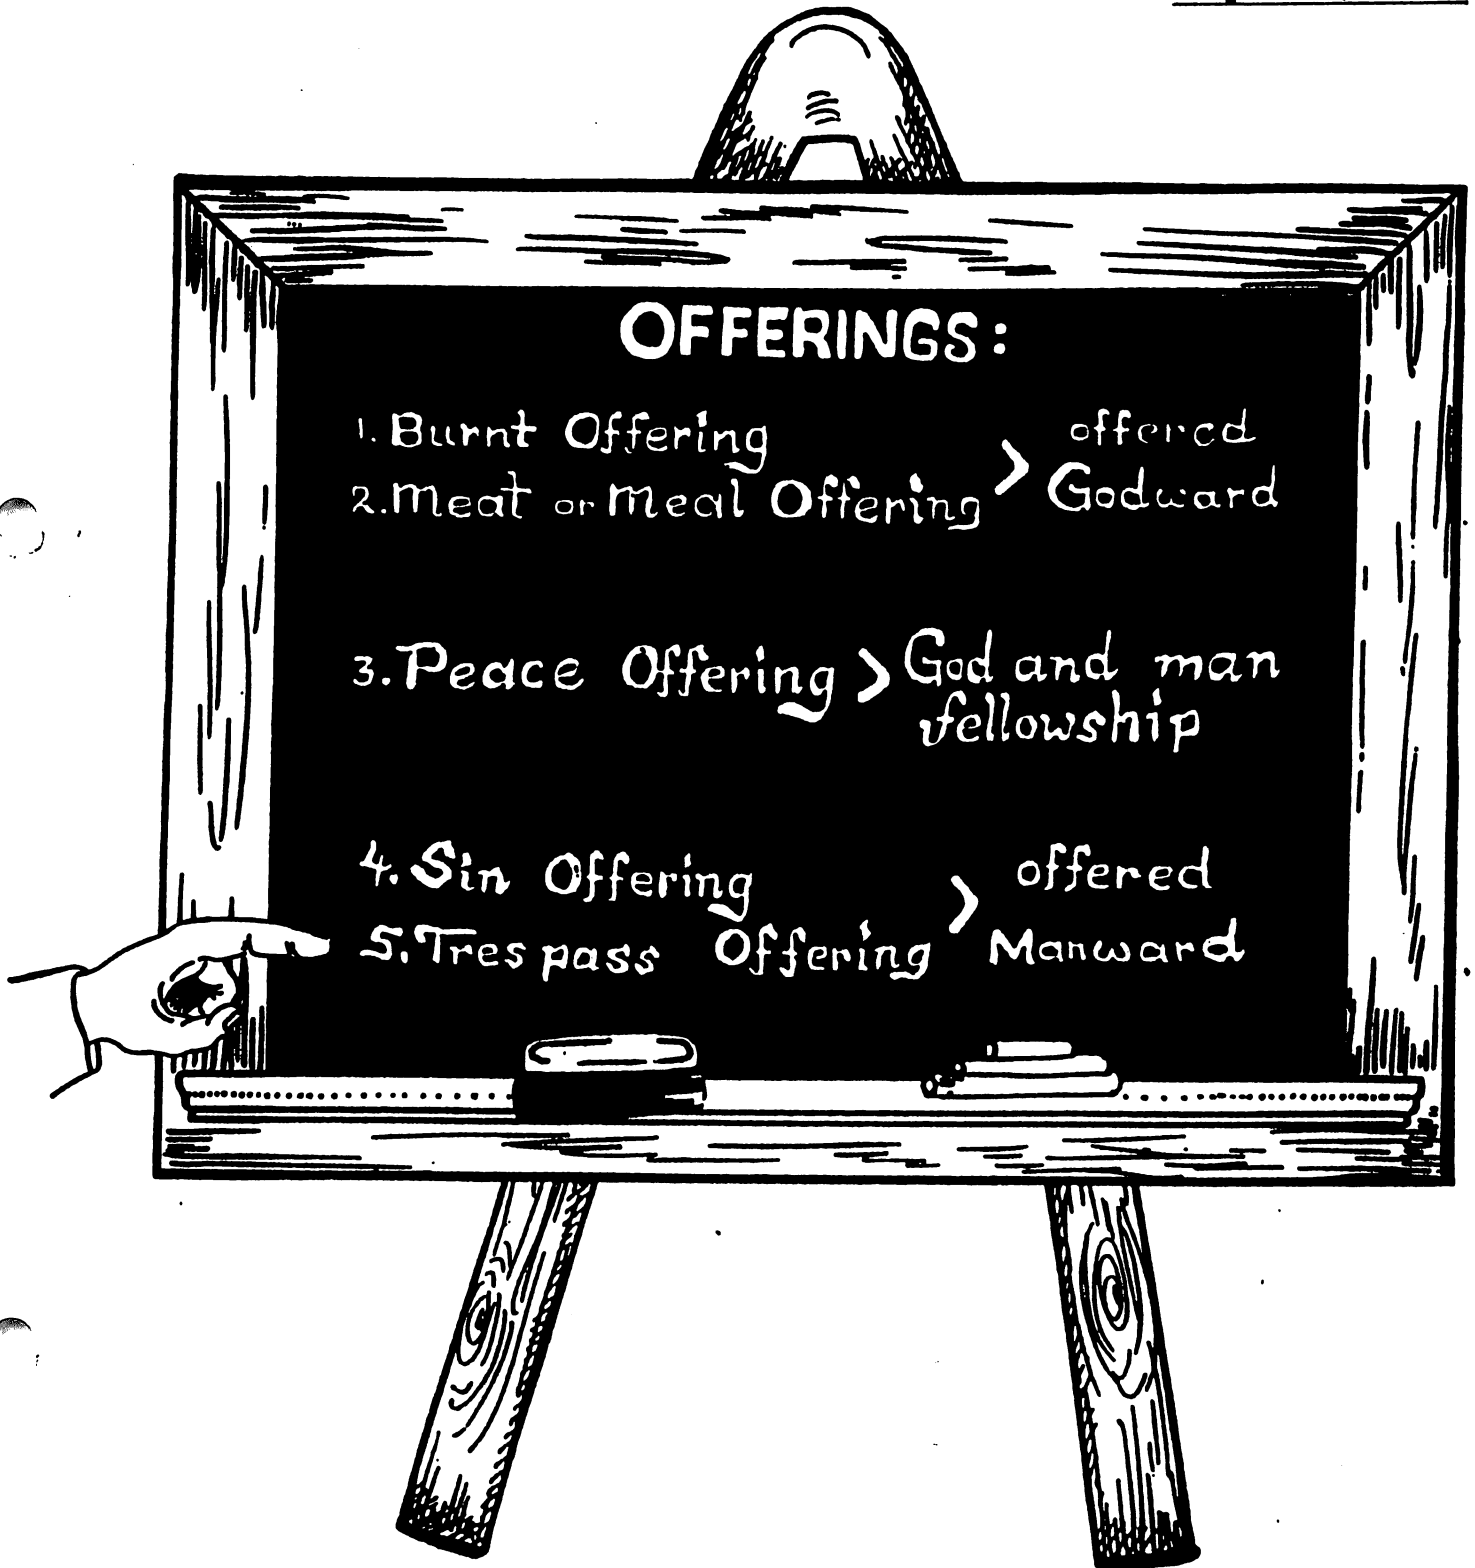 OFFERINGS:
1. Burnt Offering
2. Meat or Meal Offering > offered Godward
3. Peace Offering > God and man fellowship
4. Sin Offering
5. Trespass Offering > offered Manward